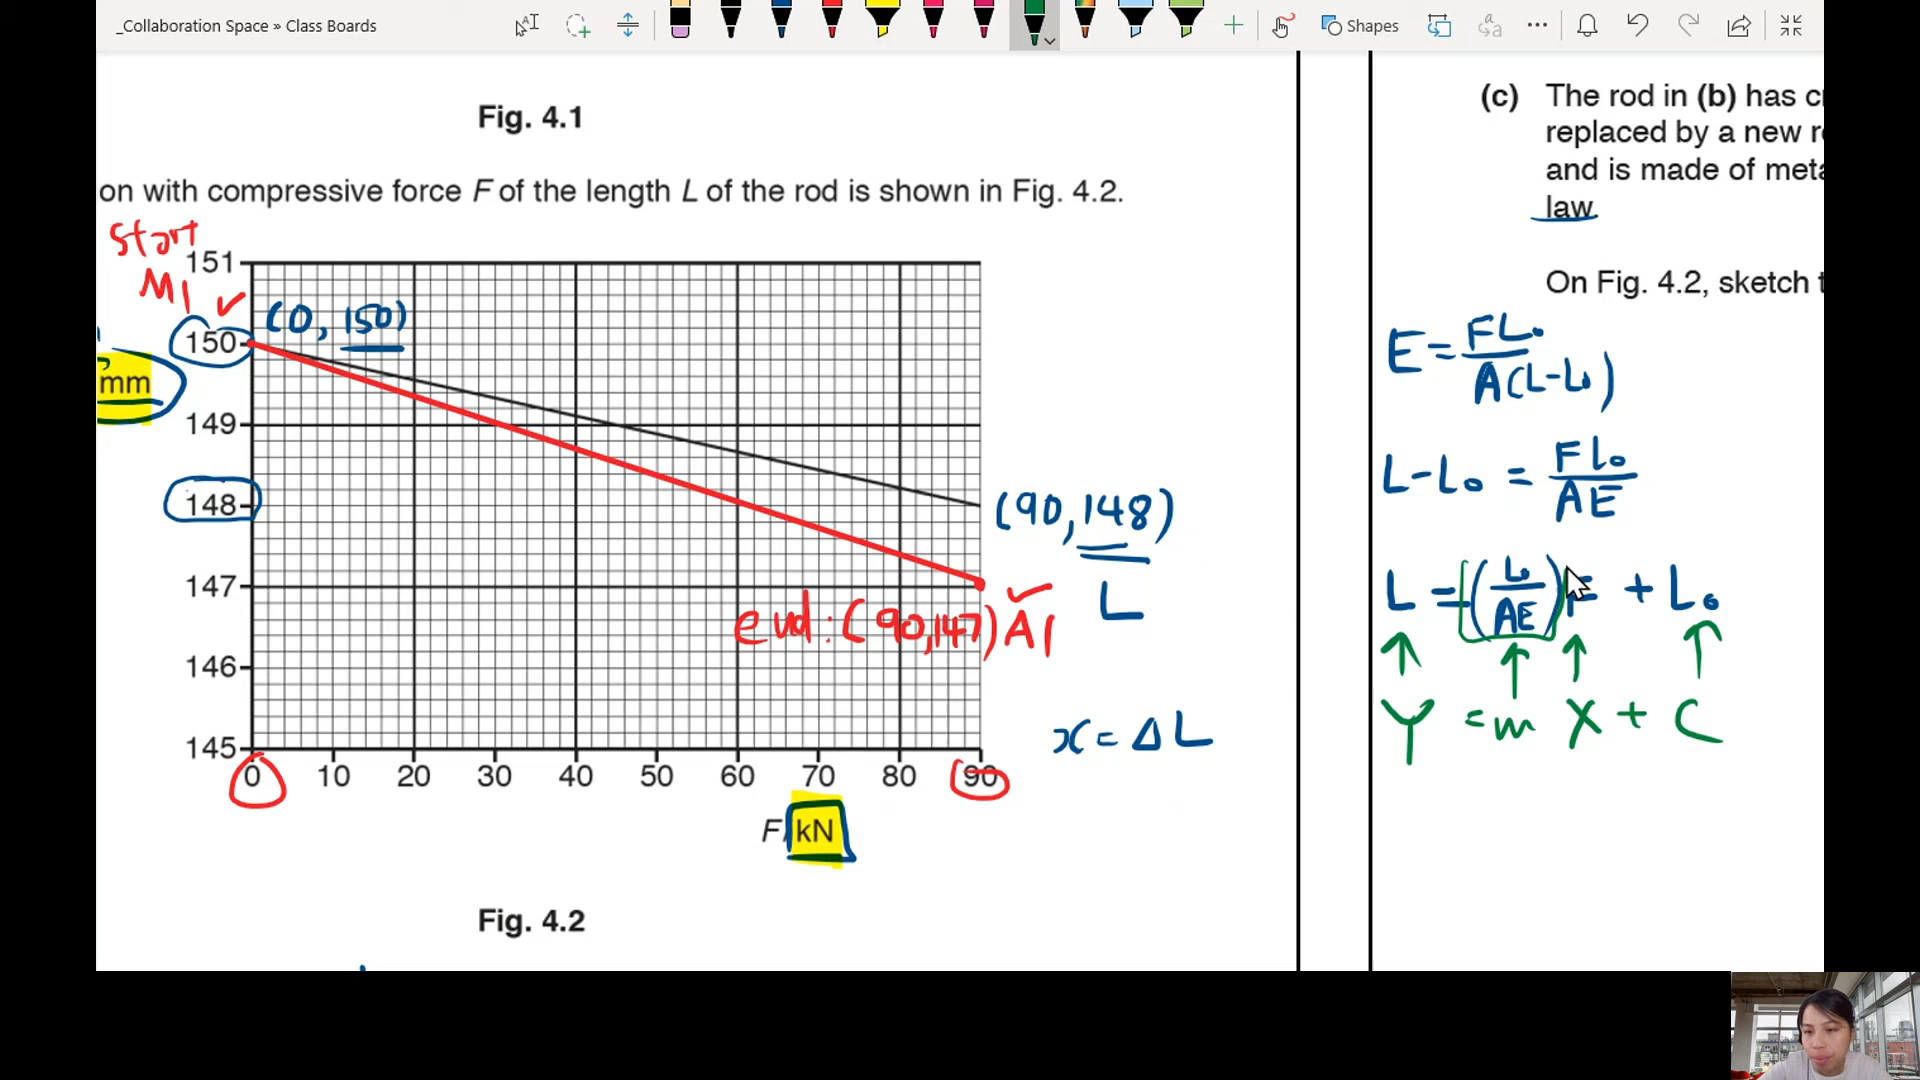 _Collaboration Space » Class Boards
Shapes
Fig. 4.1
on with compressive force F of the length L of the rod is shown in Fig. 4.2.
start
M1 ✓
151
150
149
148
147
146
145
mm
(0, 150)
(90, 148)
L
end: (90,147) A1 ✓
x = ΔL
0 10 20 30 40 50 60 70 80 90
F/kN
Fig. 4.2
(c) The rod in (b) has c
replaced by a new r
and is made of meta
law
On Fig. 4.2, sketch t
E = FL₀/A(L-L₀)
L-L₀ = FL₀/AE
L = -(L₀/AE)F + L₀
Y = m X + C